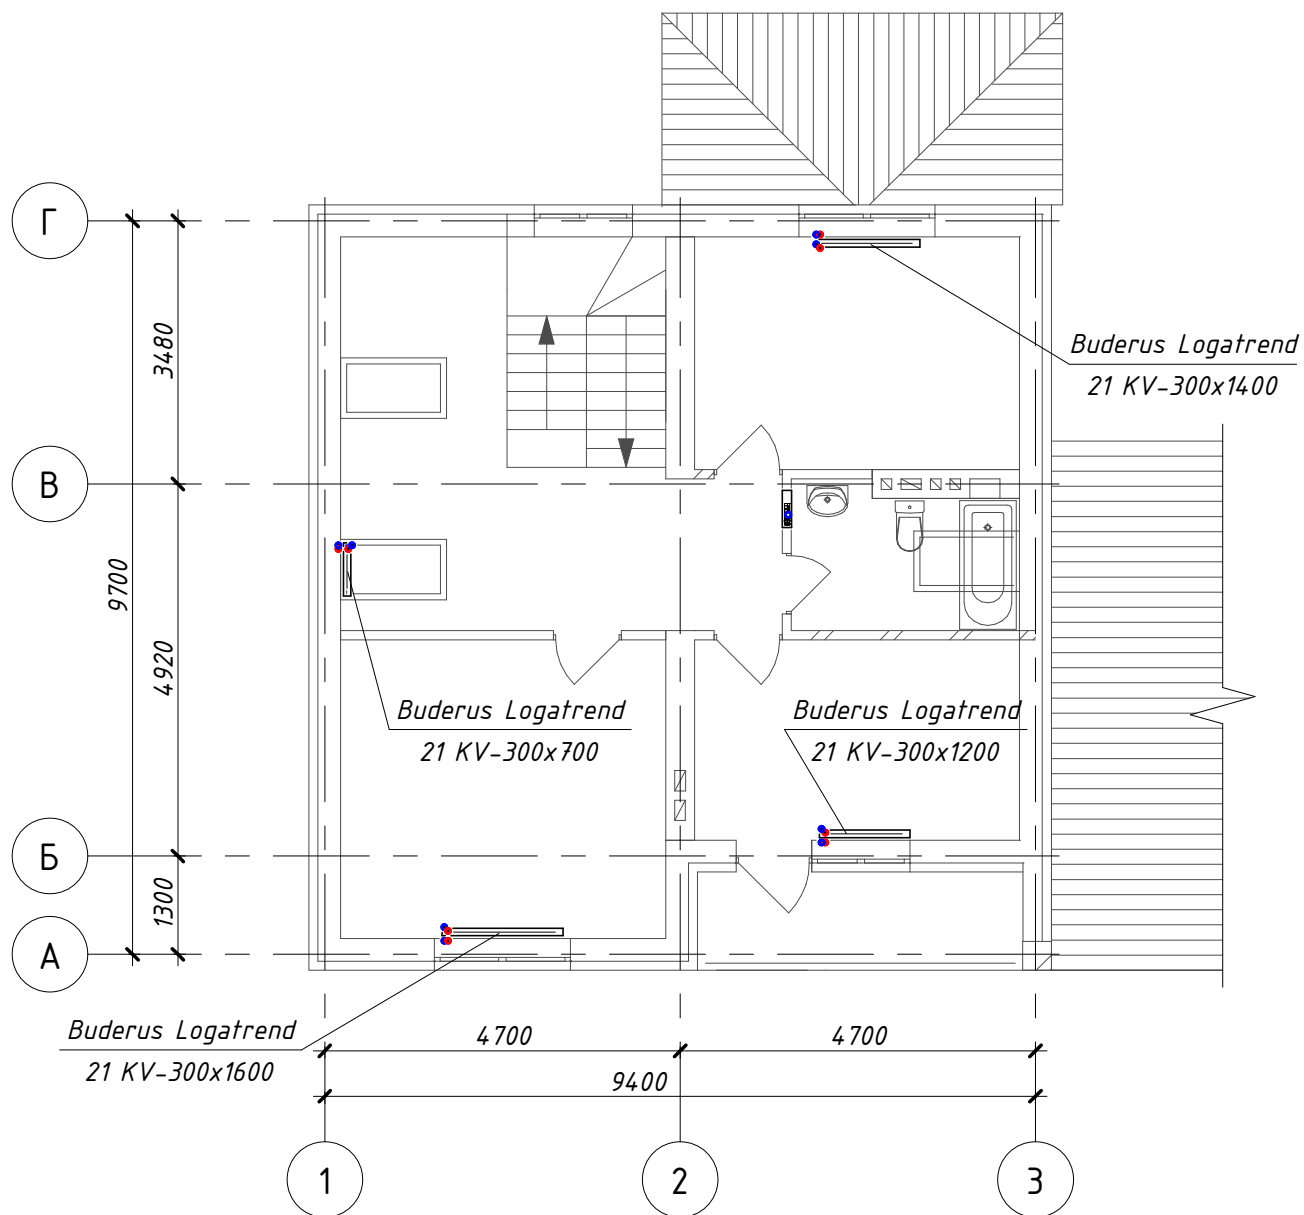 Г
3480
Buderus Logatrend
21 KV-300x1400
В
9700
4920
Buderus Logatrend
21 KV-300x700
Buderus Logatrend
21 KV-300x1200
Б
1300
А
Buderus Logatrend
21 KV-300x1600
4700
4700
9400
1
2
3